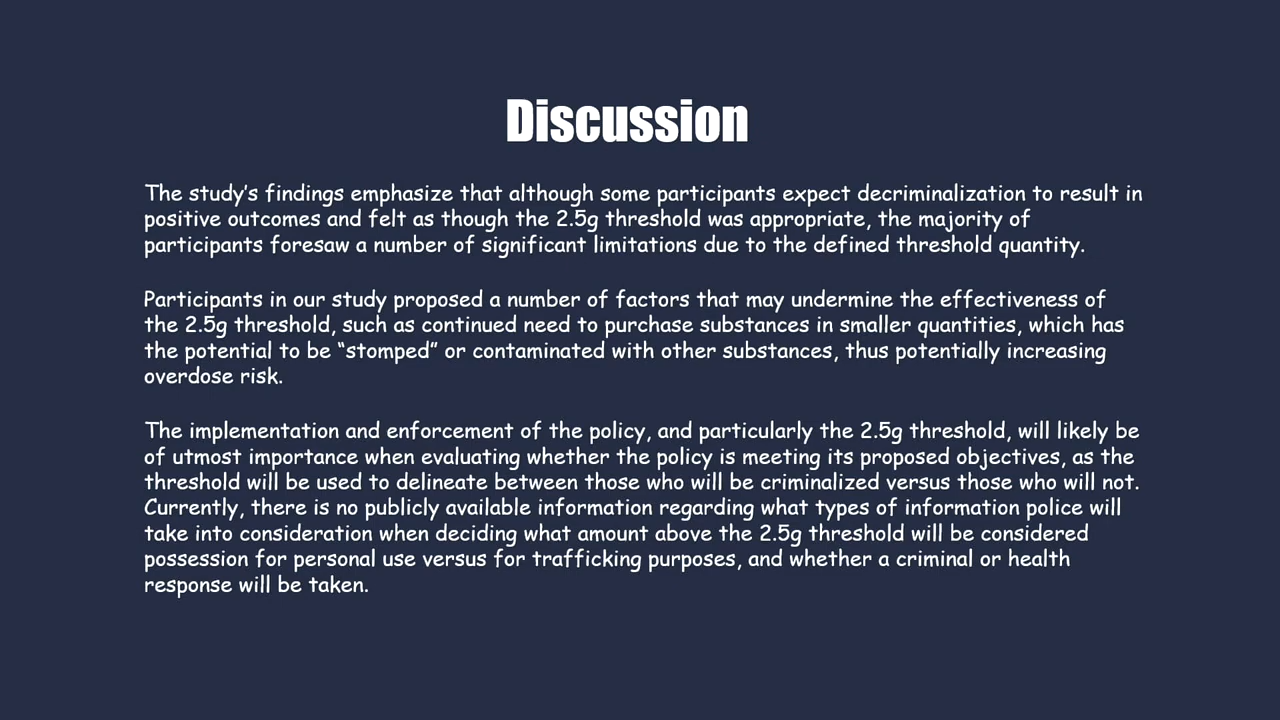 Discussion
The study's findings emphasize that although some participants expect decriminalization to result in
positive outcomes and felt as though the 2.5g threshold was appropriate, the majority of
participants foresaw a number of significant limitations due to the defined threshold quantity.
Participants in our study proposed a number of factors that may undermine the effectiveness of
the 2.5g threshold, such as continued need to purchase substances in smaller quantities, which has
the potential to be “stomped” or contaminated with other substances, thus potentially increasing
overdose risk.
The implementation and enforcement of the policy, and particularly the 2.5g threshold, will likely be
of utmost importance when evaluating whether the policy is meeting its proposed objectives, as the
threshold will be used to delineate between those who will be criminalized versus those who will not.
Currently, there is no publicly available information regarding what types of information police will
take into consideration when deciding what amount above the 2.5g threshold will be considered
possession for personal use versus for trafficking purposes, and whether a criminal or health
response will be taken.